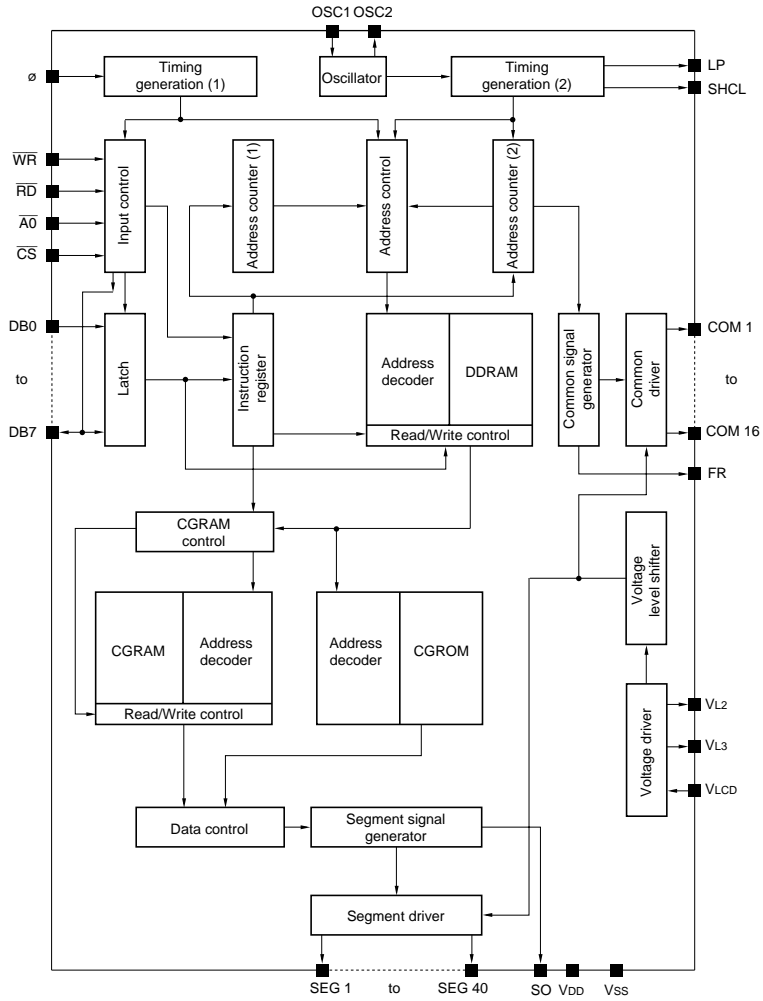 OSC1 OSC2
ø
Timing
generation (1)
Oscillator
Timing
generation (2)
LP
SHCL
WR
RD
A0
CS
Input control
Address counter (1)
Address control
Address counter (2)
DB0
to
DB7
Latch
Instruction
register
Address
decoder
DDRAM
Read/Write control
Common signal
generator
Common
driver
COM 1
to
COM 16
FR
CGRAM
control
Voltage
level shifter
CGRAM
Address
decoder
Read/Write control
Address
decoder
CGROM
Voltage driver
VL2
VL3
VLCD
Data control
Segment signal
generator
Segment driver
SEG 1
to
SEG 40
SO
VDD
VSS